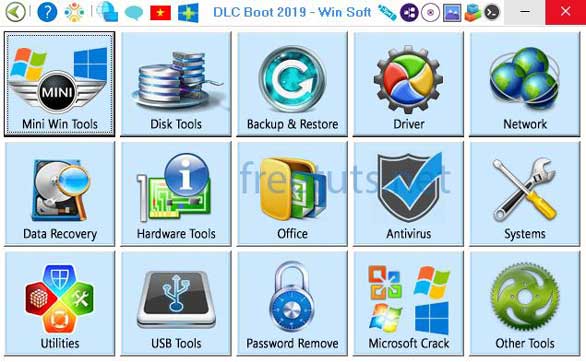 DLC Boot 2019 - Win Soft
MINI
Mini Win Tools
Disk Tools
Backup & Restore
Driver
Network
freetuts.net
Data Recovery
Hardware Tools
Office
Antivirus
Systems
Utilities
USB Tools
Password Remove
Microsoft Crack
Other Tools